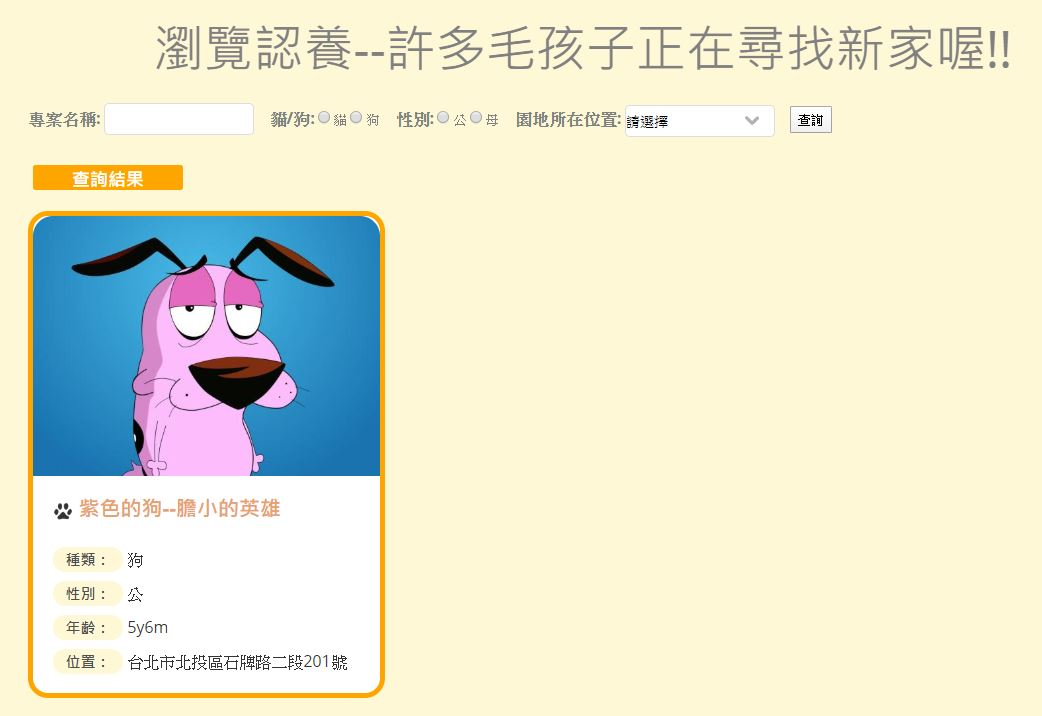 瀏覽認養--許多毛孩子正在尋找新家喔!!
專案名稱: 貓/狗: 貓 狗 性別: 公 母 園地所在位置: 請選擇 查詢
查詢結果
紫色的狗--膽小的英雄
種類： 狗
性別： 公
年齡： 5y6m
位置： 台北市北投區石牌路二段201號